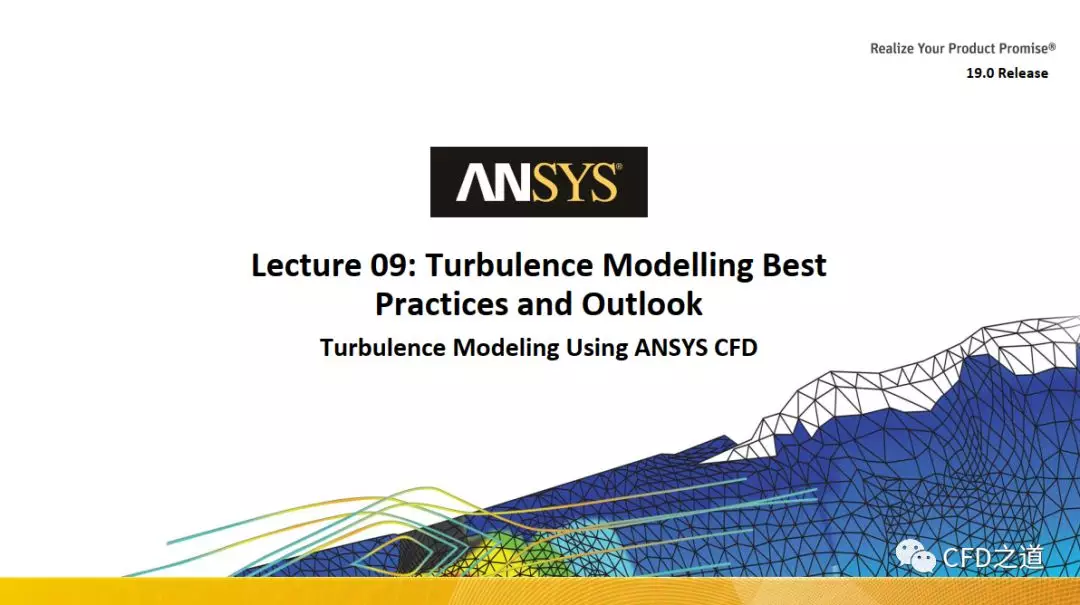 Realize Your Product Promise®
19.0 Release
ANSYS®
Lecture 09: Turbulence Modelling Best
Practices and Outlook
Turbulence Modeling Using ANSYS CFD
CFD之道